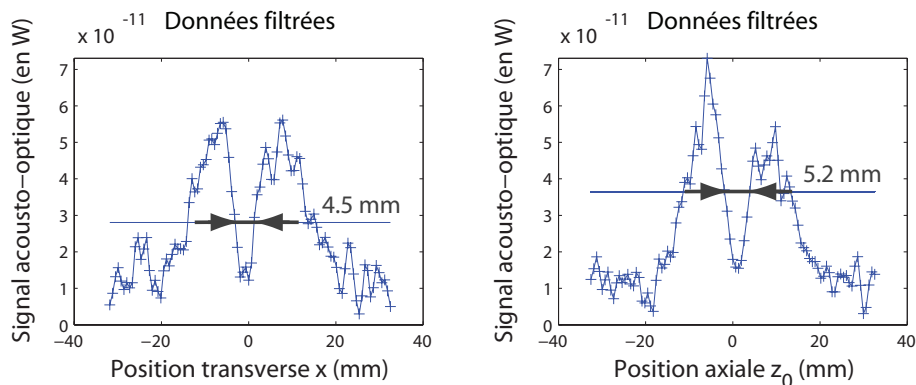 x 10 -11 Données filtrées
Signal acousto-optique (en W)
7
6
5
4
3
2
1
0
4.5 mm
−40 −20 0 20 40
Position transverse x (mm)
x 10 -11 Données filtrées
Signal acousto-optique (en W)
7
6
5
4
3
2
1
0
5.2 mm
−40 −20 0 20 40
Position axiale z0 (mm)